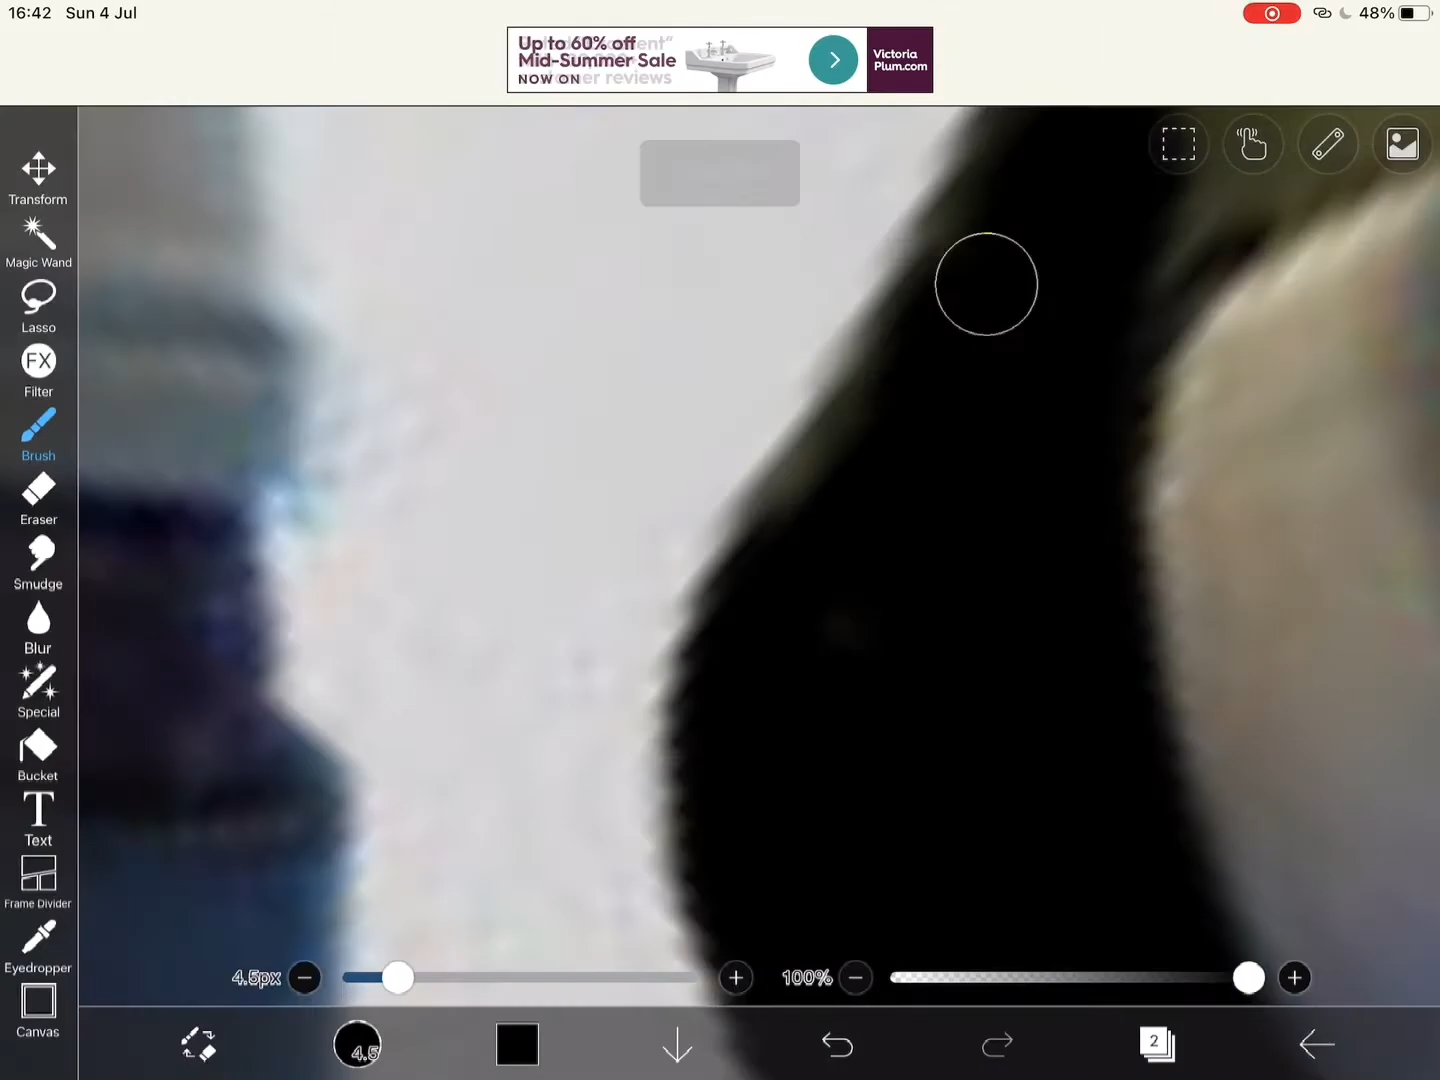 16:42 Sun 4 Jul
48%
Up to 60% off
Mid-Summer Sale
NOW ON
reviews
Victoria
Plum.com
Transform
Magic Wand
Lasso
FX
Filter
Brush
Eraser
Smudge
Blur
Special
Bucket
T
Text
Frame Divider
Eyedropper
Canvas
4.5px
100%
4.5
2